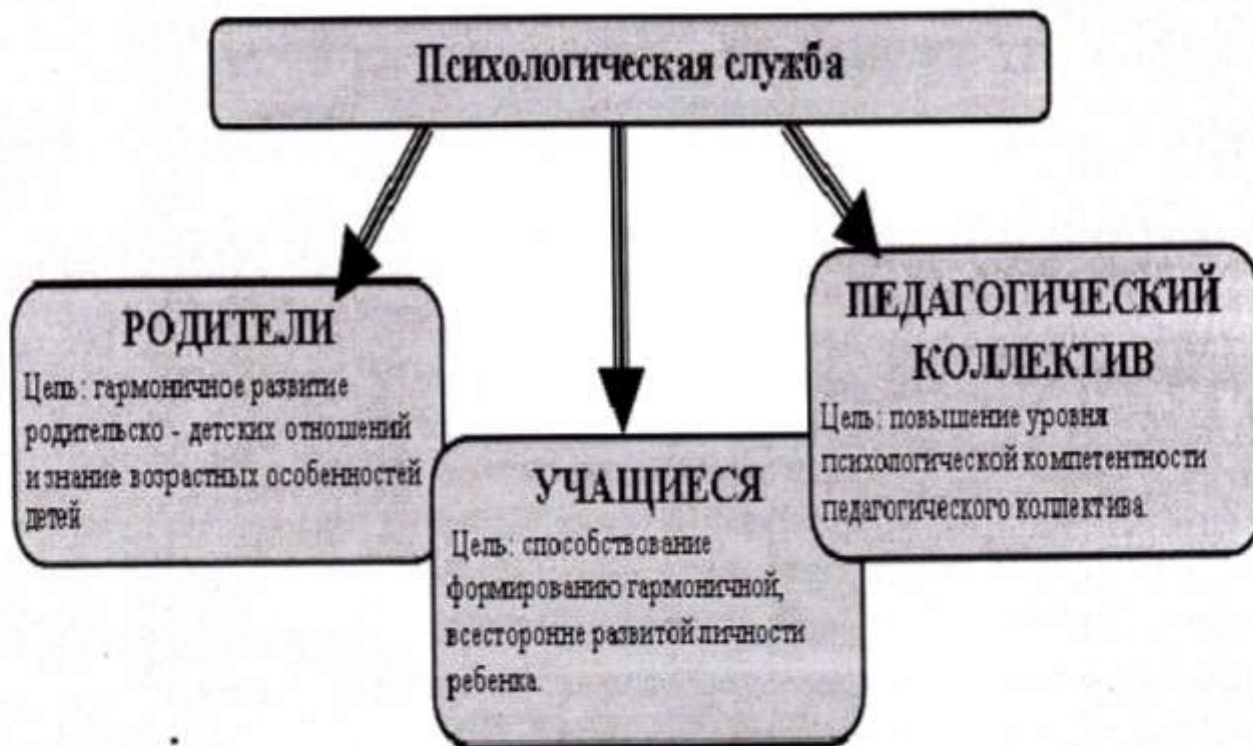 Психологическая служба
РОДИТЕЛИ
Цель: гармоничное развитие
родительско - детских отношений
и знание возрастных особенностей
детей
УЧАЩИЕСЯ
Цель: способствование
формированию гармоничной,
всесторонне развитой личности
ребенка.
ПЕДАГОГИЧЕСКИЙ
КОЛЛЕКТИВ
Цель: повышение уровня
психологической компетентности
педагогического коллектива.